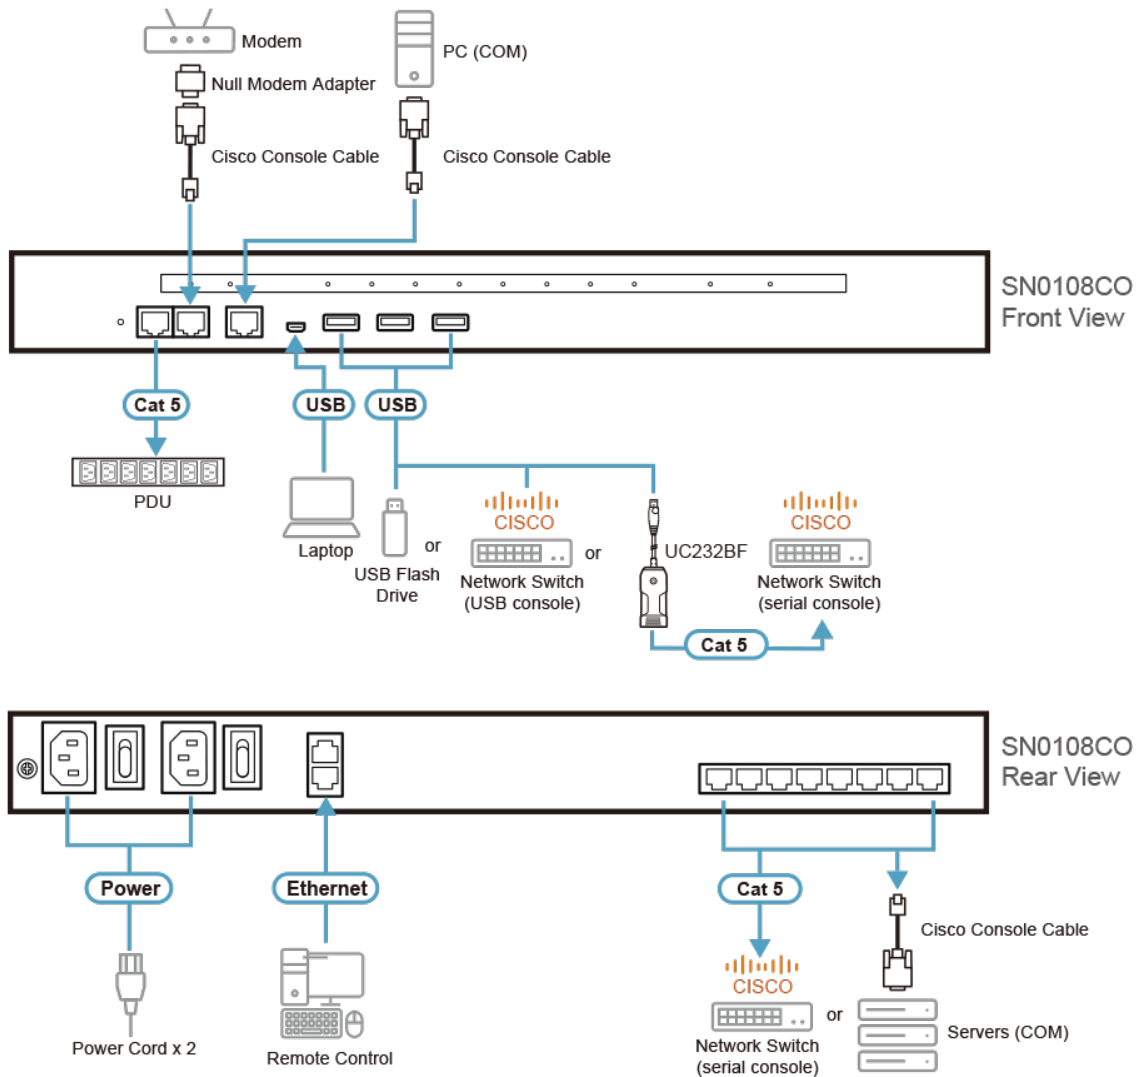 Modem
PC (COM)
Null Modem Adapter
Cisco Console Cable
Cisco Console Cable
SN0108CO
Front View
Cat 5
USB
USB
PDU
CISCO
CISCO
Laptop
or
or
UC232BF
USB Flash
Drive
Network Switch
(USB console)
Network Switch
(serial console)
Cat 5
SN0108CO
Rear View
Power
Ethernet
Cat 5
Cisco Console Cable
CISCO
or
Servers (COM)
Power Cord x 2
Remote Control
Network Switch
(serial console)